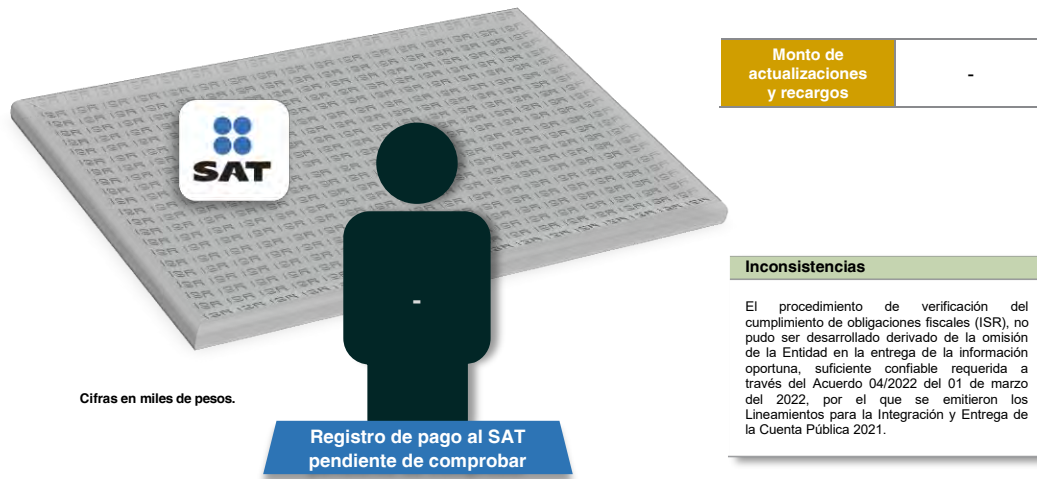 SAT
Monto de
actualizaciones
y recargos
-
-
Cifras en miles de pesos.
Registro de pago al SAT
pendiente de comprobar
Inconsistencias
El procedimiento de verificación del
cumplimiento de obligaciones fiscales (ISR), no
pudo ser desarrollado derivado de la omisión
de la Entidad en la entrega de la información
oportuna, suficiente confiable requerida a
través del Acuerdo 04/2022 del 01 de marzo
del 2022, por el que se emitieron los
Lineamientos para la Integración y Entrega de
la Cuenta Pública 2021.